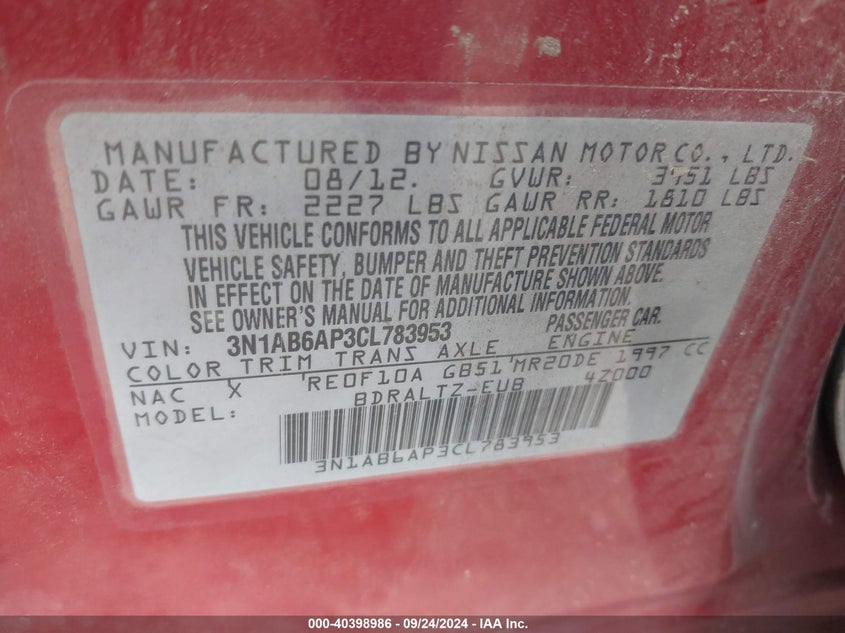 MANUFACTURED BY NISSAN MOTOR CO., LTD.
DATE: 08/12. GVWR: 3951 LBS
GAWR FR: 2227 LBS GAWR RR: 1810 LBS
THIS VEHICLE CONFORMS TO ALL APPLICABLE FEDERAL MOTOR
VEHICLE SAFETY, BUMPER AND THEFT PREVENTION STANDARDS
IN EFFECT ON THE DATE OF MANUFACTURE SHOWN ABOVE.
SEE OWNER'S MANUAL FOR ADDITIONAL INFORMATION.
VIN: 3N1AB6AP3CL783953 PASSENGER CAR.
COLOR TRIM TRANS AXLE ENGINE
NAC X RE0F10A GB51 MR20DE 1997 CC
MODEL: BDRALTZ-EUB 4Z000
3N1AB6AP3CL783953
000-40398986 - 09/24/2024 - IAA Inc.